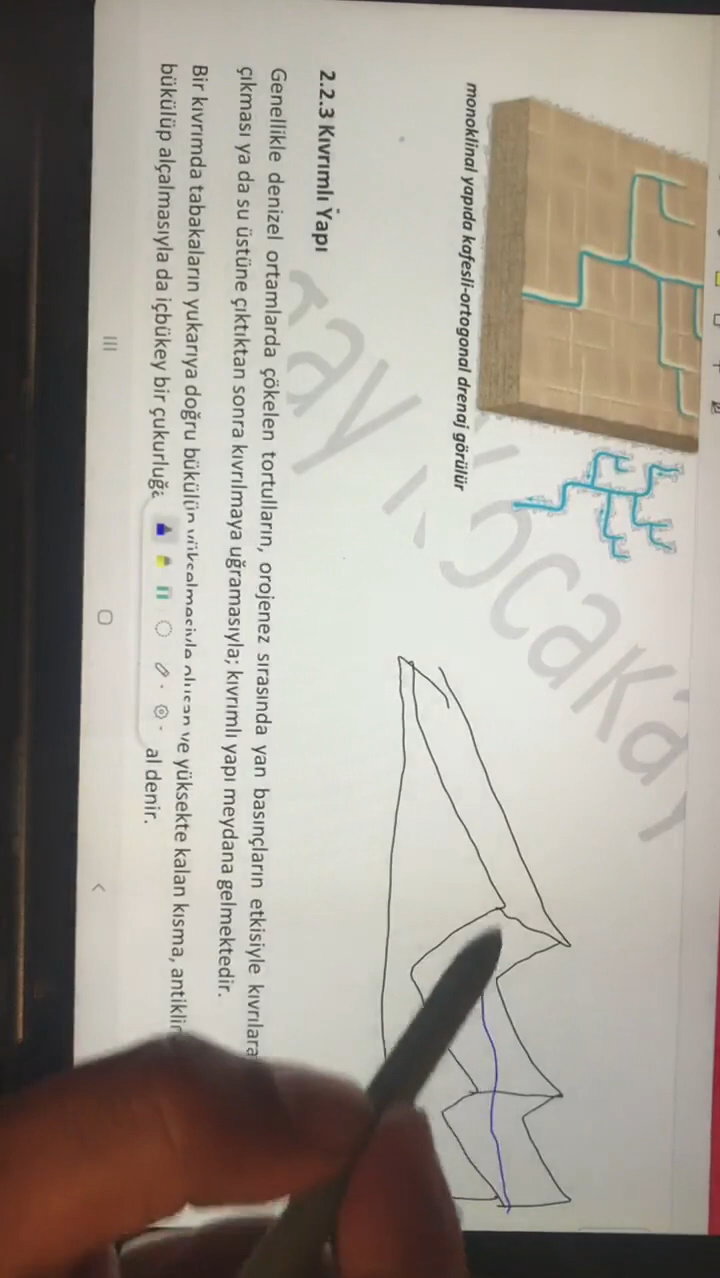 monoklinal yapıda kafesli-ortogonal drenaj görülür
2.2.3 Kıvrımlı Yapı
Genellikle denizel ortamlarda çökelen tortulların, orojenez sırasında yan basınçların etkisiyle kıvrılara
çıkması ya da su üstüne çıktıktan sonra kıvrılmaya uğramasıyla; kıvrımlı yapı meydana gelmektedir.
Bir kıvrımda tabakaların yukarıya doğru bükülüp yükselmesiyle oluşan ve yüksekte kalan kısma, antiklin
bükülüp alçalmasıyla da içbükey bir çukurluğa al denir.